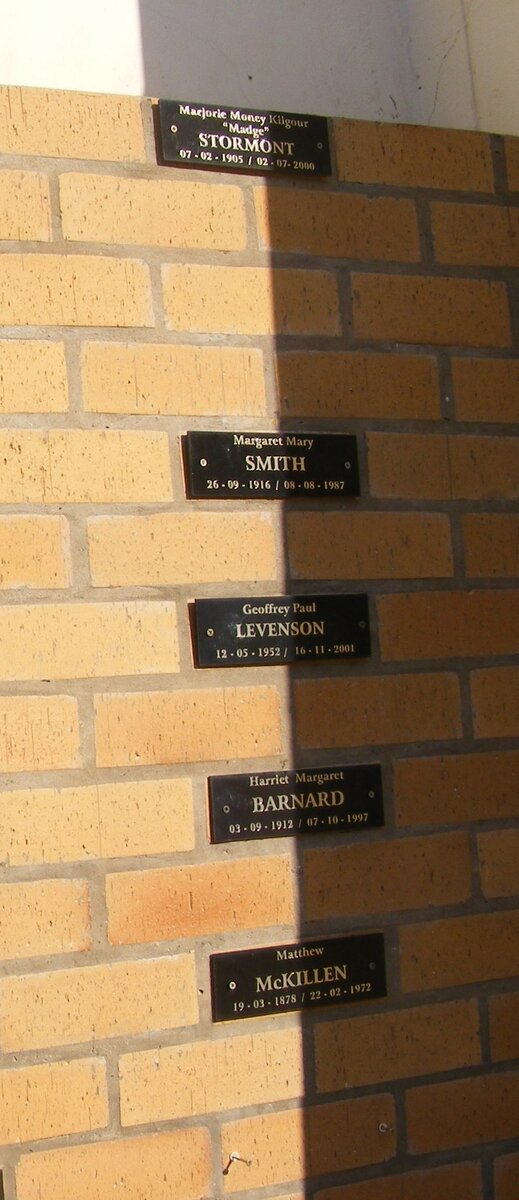 Marjorie Money Kilgour
"Madge"
STORMONT
07 - 02 - 1905 / 02 - 07 - 2000
Margaret Mary
SMITH
26 - 09 - 1916 / 08 - 08 - 1987
Geoffrey Paul
LEVENSON
12 - 05 - 1952 / 16 - 11 - 2001
Harriet Margaret
BARNARD
03 - 09 - 1912 / 07 - 10 - 1997
Matthew
McKILLEN
19 - 03 - 1878 / 22 - 02 - 1972